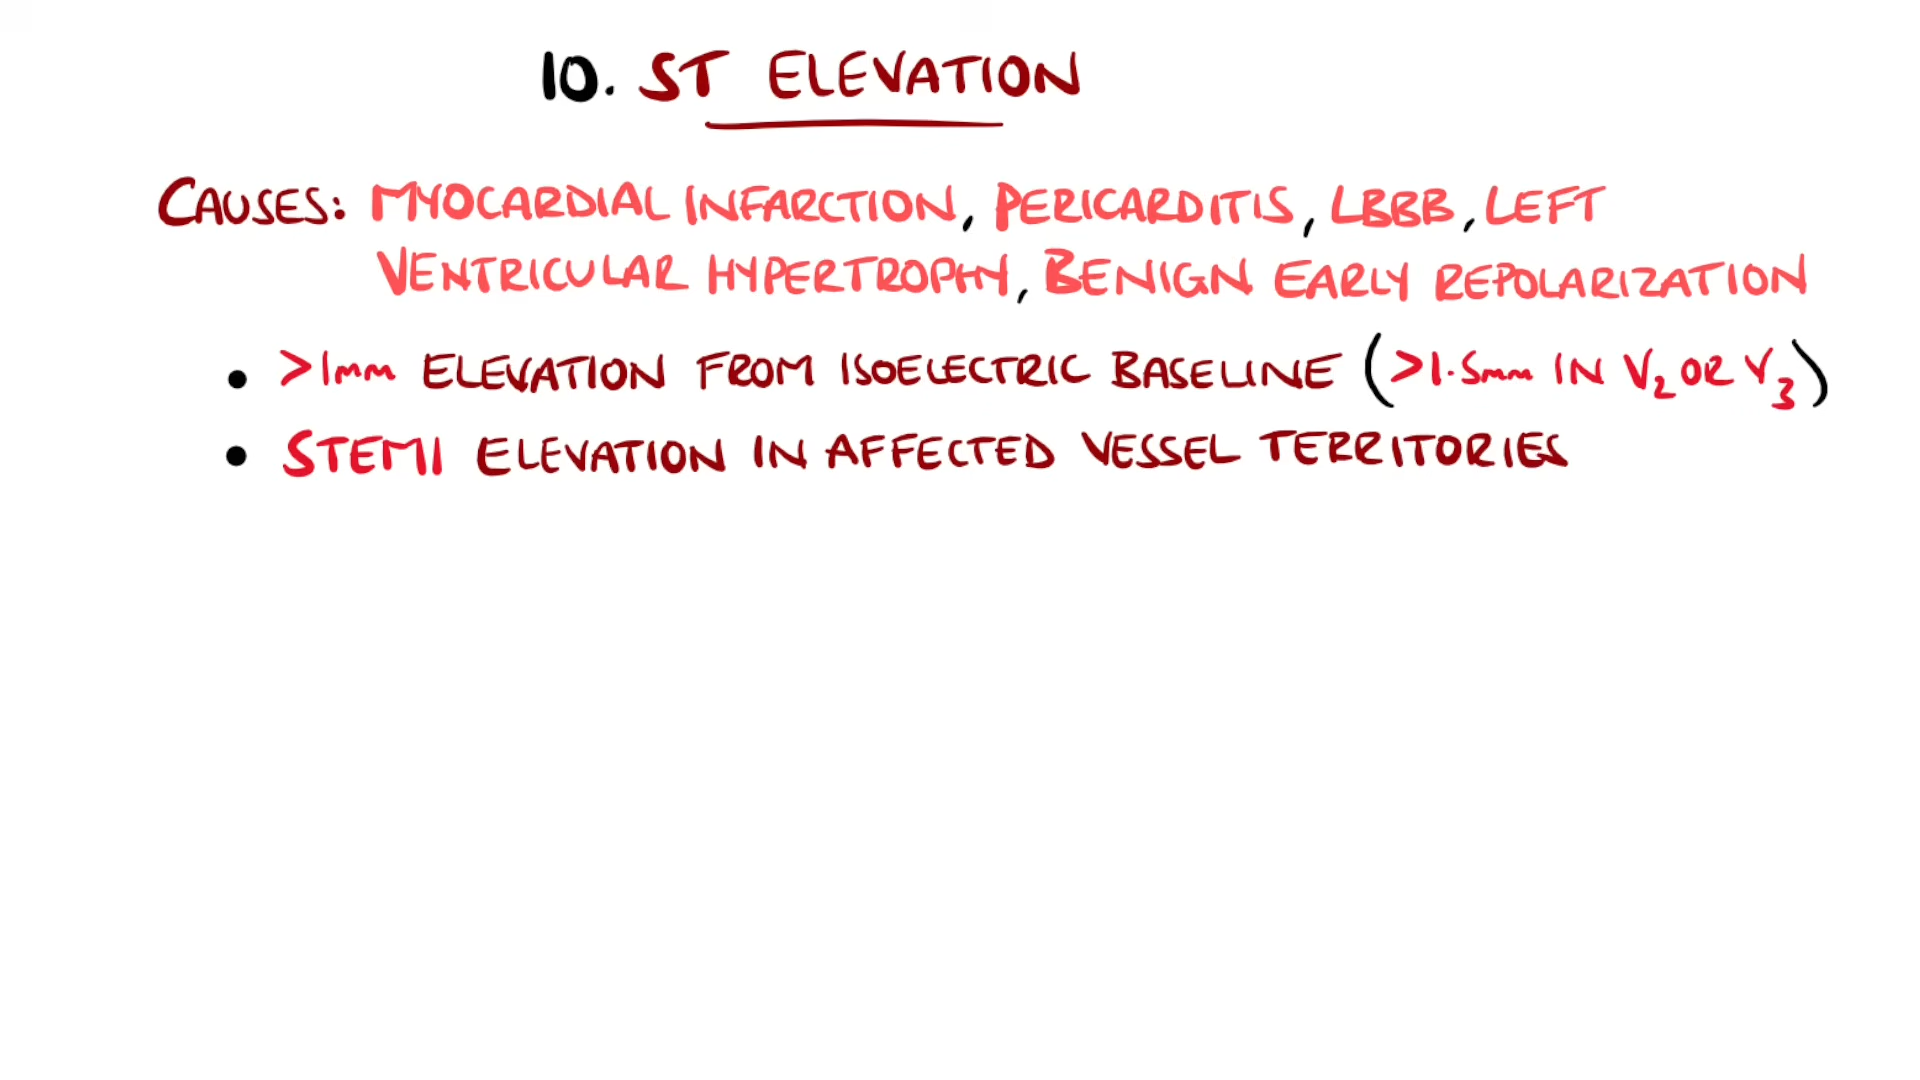 10. ST ELEVATION
CAUSES: MYOCARDIAL INFARCTION, PERICARDITIS, LBBB, LEFT
VENTRICULAR HYPERTROPHY, BENIGN EARLY REPOLARIZATION
• >1mm ELEVATION FROM ISOELECTRIC BASELINE (>1.5mm IN V2 OR V3)
• STEMI ELEVATION IN AFFECTED VESSEL TERRITORIES